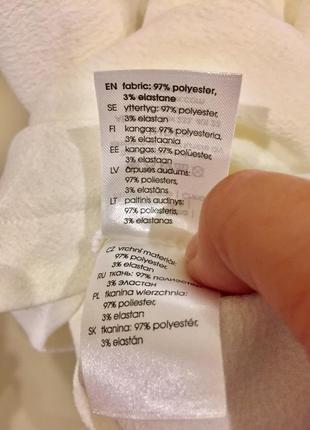 EN fabric: 97% polyester,
3% elastane
SE yttertyg: 97% polyester,
3% elastan
FI kangas: 97% polyesteria,
3% elastaania
EE kangas: 97% polüester,
3% elastaan
LV ārpuses audums:
97% poliesters,
3% elastāns
LT paltinis audinys:
97% poliesteris,
3% elastanas
CZ vrchní materiál:
97% polyester,
3% elastan
RU ткань: 97% полиэстер
3% эластан
PL tkanina wierzchnia:
97% poliester,
3% elastan
SK tkanina: 97% polyestér,
3% elastán